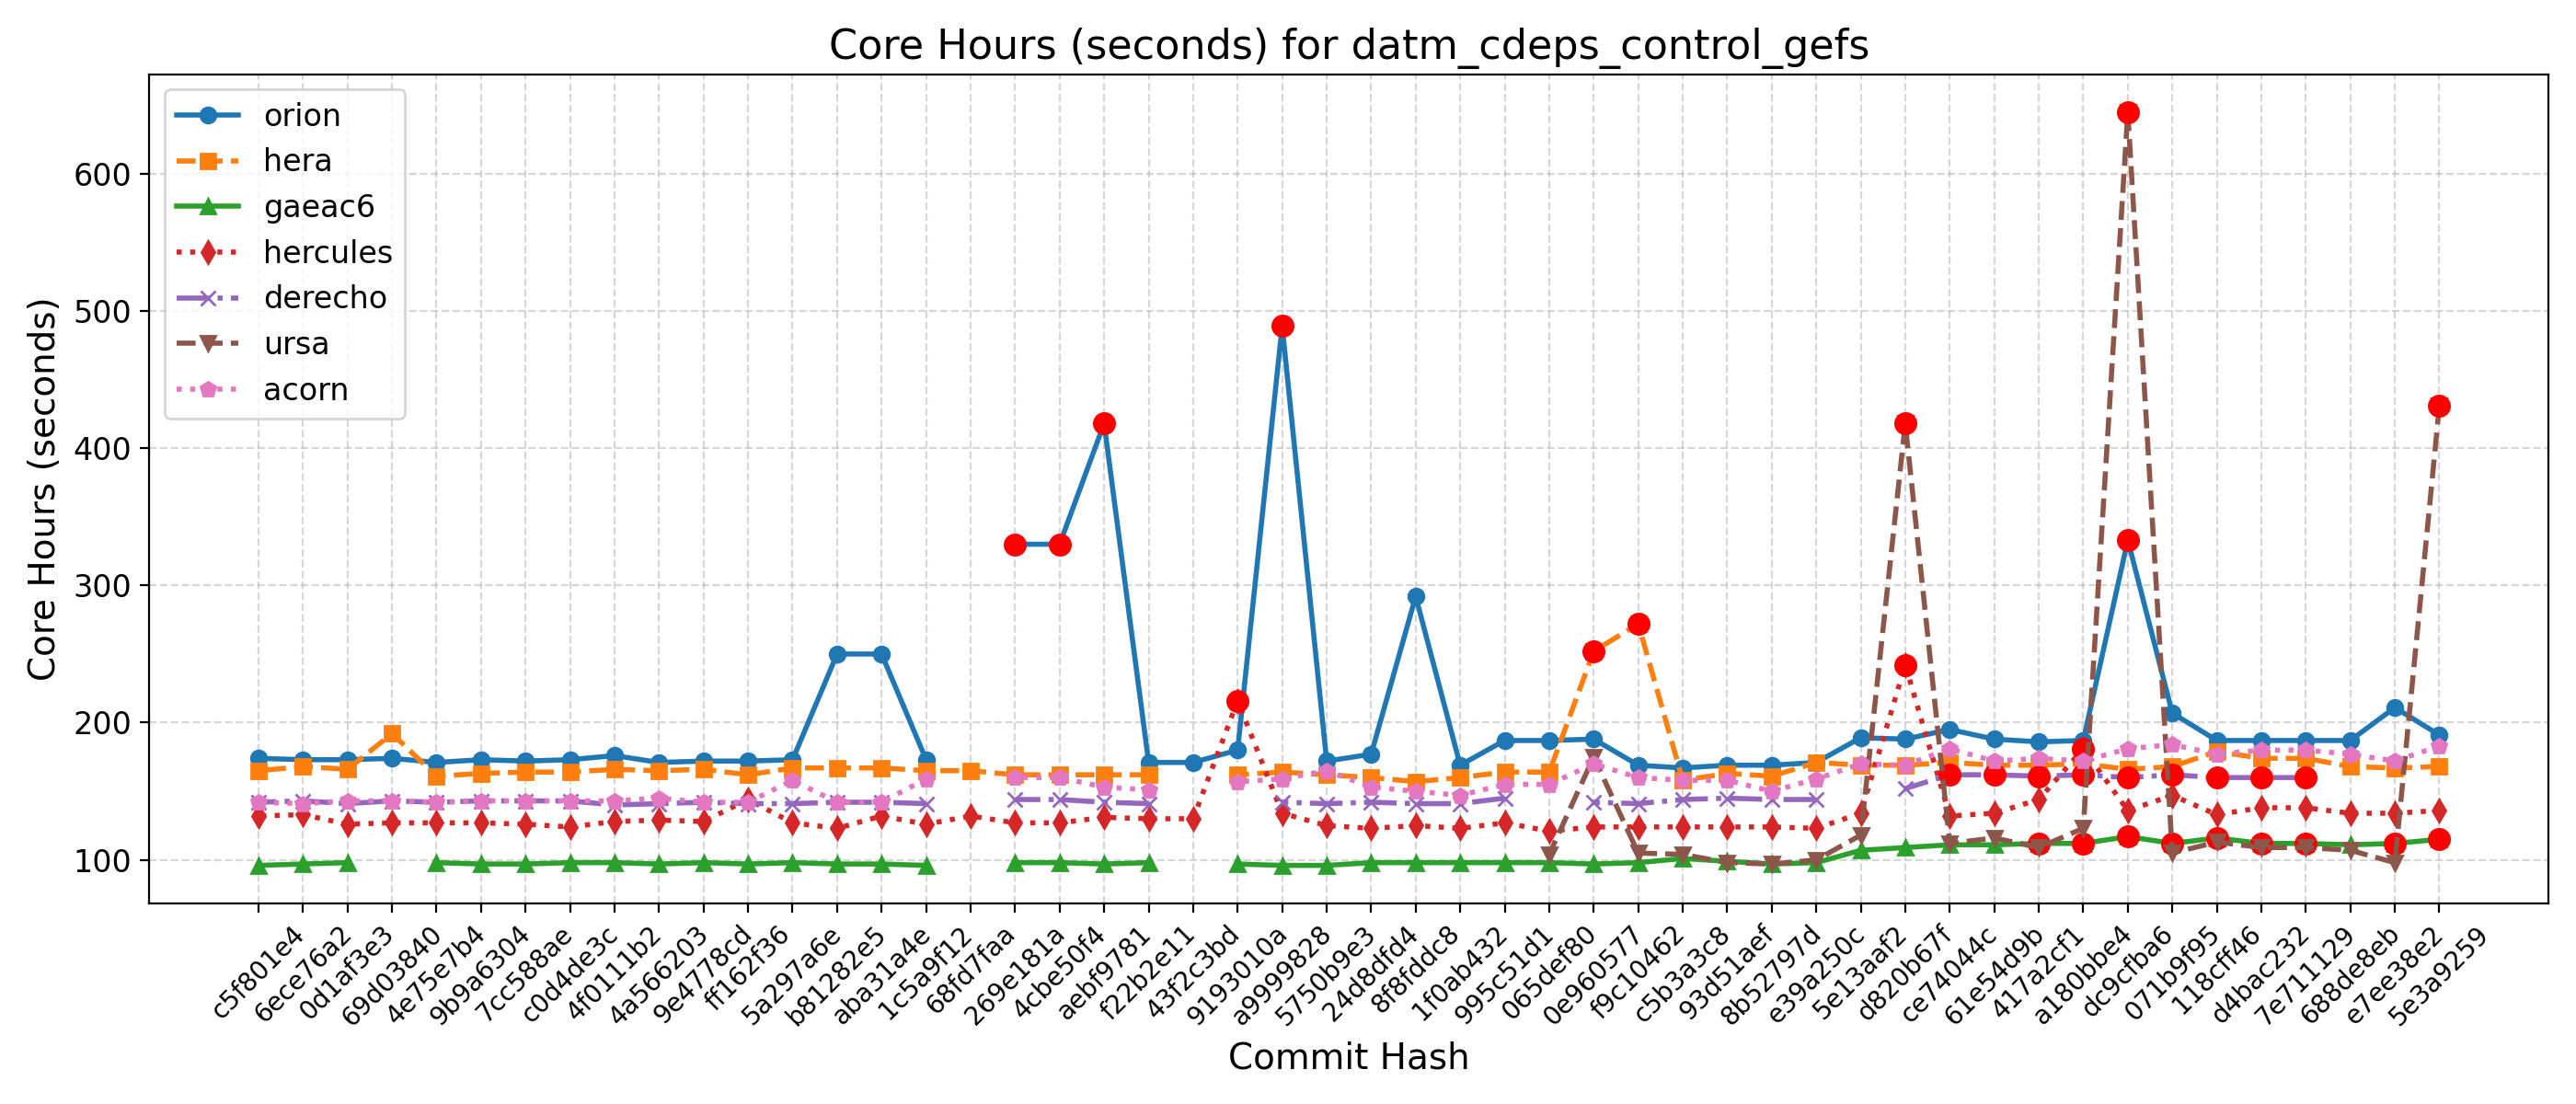 Core Hours (seconds) for datm_cdeps_control_gefs
Core Hours (seconds)
600
500
400
300
200
100
orion
hera
gaeac6
hercules
derecho
ursa
acorn
c5f801e4
6ece76a2
0d1af3e3
69d03840
4e75e7b4
9b9a6304
7cc588ae
c0d4de3c
4f0111b2
4a566203
9e4778cd
ff162f36
5a297a6e
b81282e5
aba31a4e
1c5a9f12
68fd7faa
269e181a
4cbe50f4
aebf9781
f22b2e11
43f2c3bd
9193010a
a9999828
5750b9e3
24d8dfd4
8f8fddc8
1f0ab432
995c51d1
065def80
0e960577
f9c10462
c5b3a3c8
93d51aef
8b52797d
e39a250c
5e13aaf2
d820b67f
ce74044c
61e54d9b
417a2cf1
a180bbe4
dc9cfba6
071b9f95
118cff46
d4bac232
7e711129
688de8eb
e7ee38e2
5e3a9259
Commit Hash